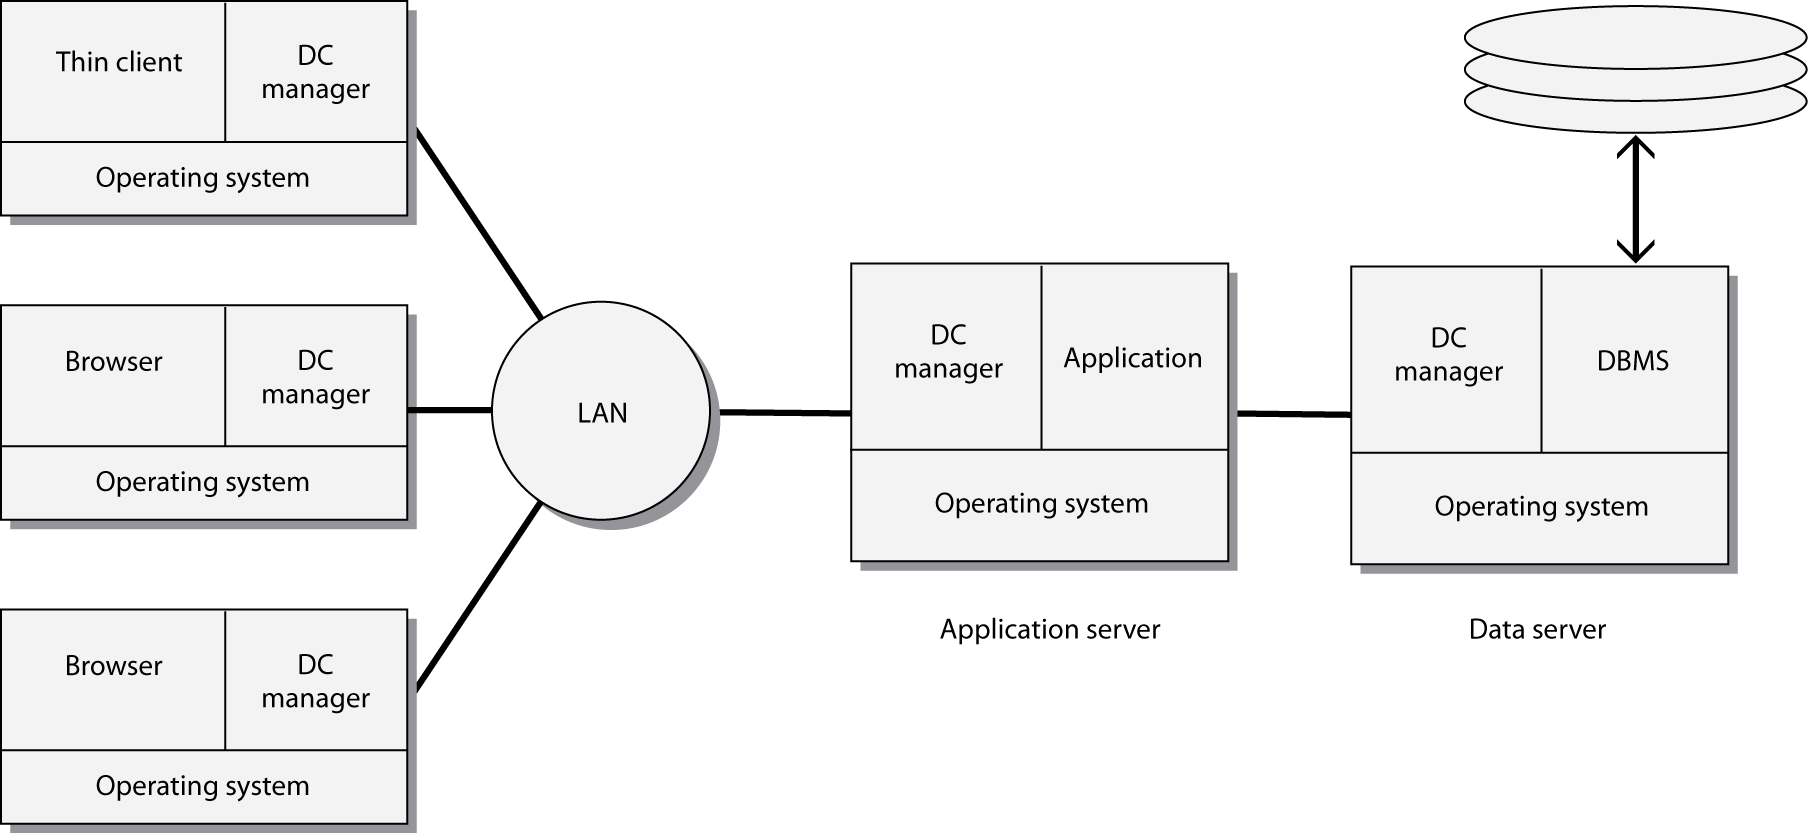 Thin client
DC
manager
Operating system
Browser
DC
manager
Operating system
Browser
DC
manager
Operating system
LAN
DC
manager
Application
Operating system
Application server
DC
manager
DBMS
Operating system
Data server